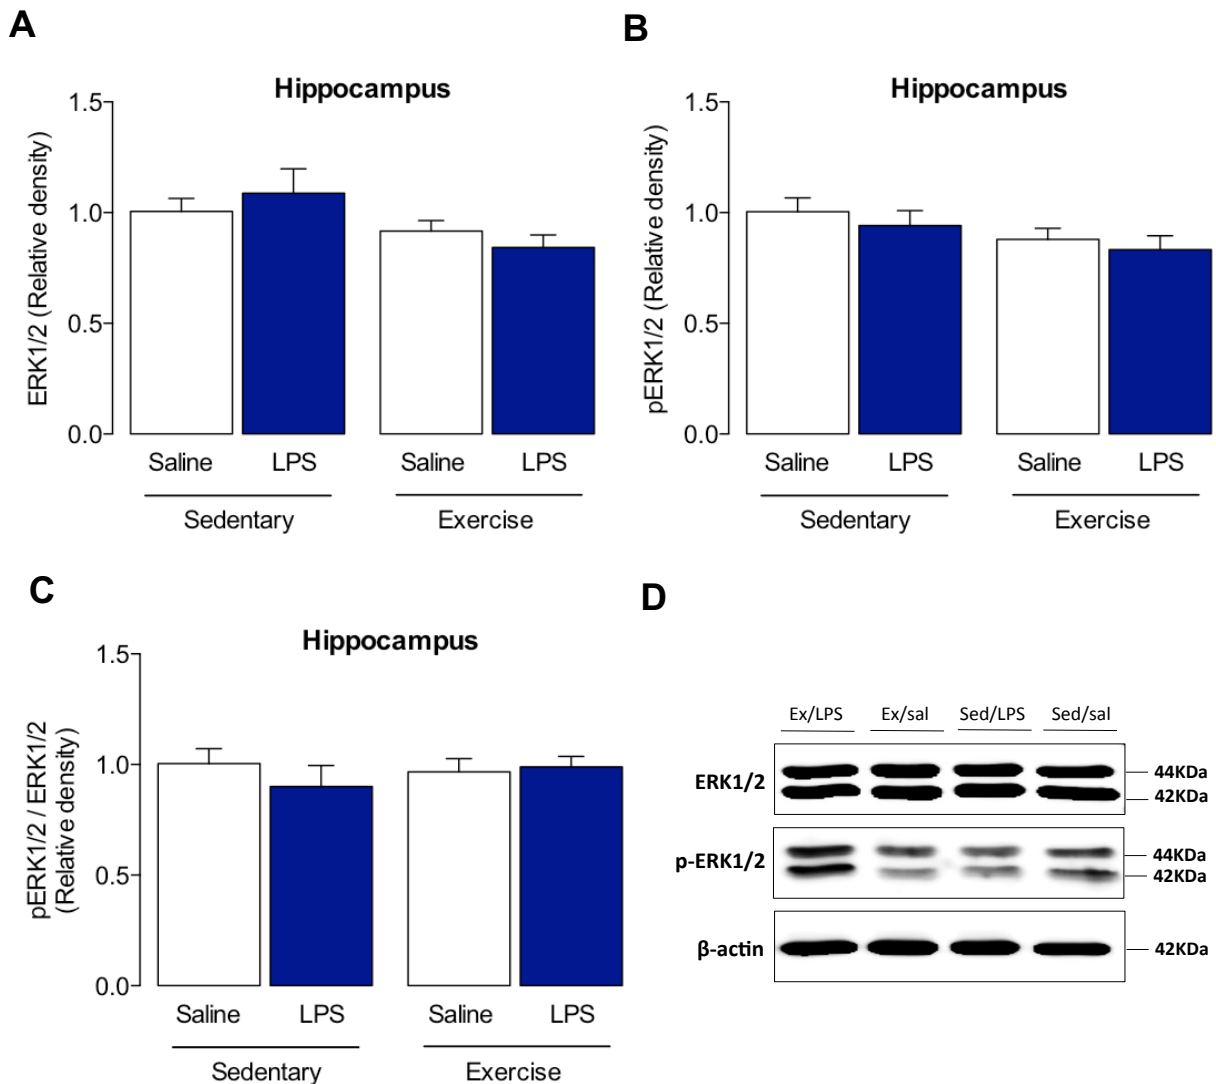 A
Hippocampus
ERK1/2 (Relative density)
1.5
1.0
0.5
0.0
Saline LPS Saline LPS
Sedentary Exercise
B
Hippocampus
pERK1/2 (Relative density)
1.5
1.0
0.5
0.0
Saline LPS Saline LPS
Sedentary Exercise
C
Hippocampus
pERK1/2 / ERK1/2
(Relative density)
1.5
1.0
0.5
0.0
Saline LPS Saline LPS
Sedentary Exercise
D
Ex/LPS Ex/sal Sed/LPS Sed/sal
ERK1/2
44KDa
42KDa
p-ERK1/2
44KDa
42KDa
β-actin
42KDa